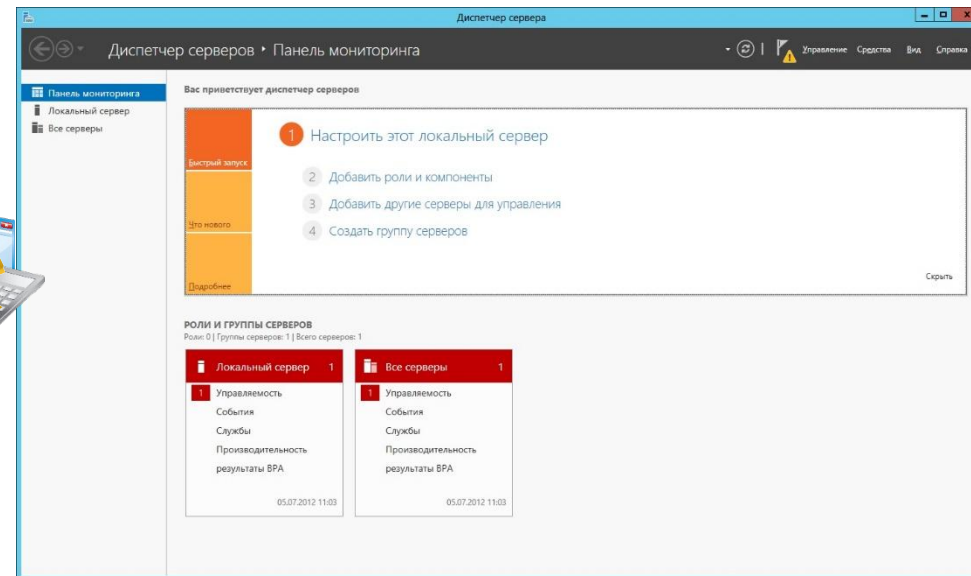 Диспетчер сервера
Диспетчер серверов ‣ Панель мониторинга
Управление Средства Вид Справка
Панель мониторинга
Локальный сервер
Все серверы
Вас приветствует диспетчер серверов
Быстрый запуск
Что нового
Подробнее
1 Настроить этот локальный сервер
2 Добавить роли и компоненты
3 Добавить другие серверы для управления
4 Создать группу серверов
Скрыть
РОЛИ И ГРУППЫ СЕРВЕРОВ
Роли: 0 | Группы серверов: 1 | Всего серверов: 1
Локальный сервер 1
1 Управляемость
События
Службы
Производительность
результаты BPA
05.07.2012 11:03
Все серверы 1
1 Управляемость
События
Службы
Производительность
результаты BPA
05.07.2012 11:03